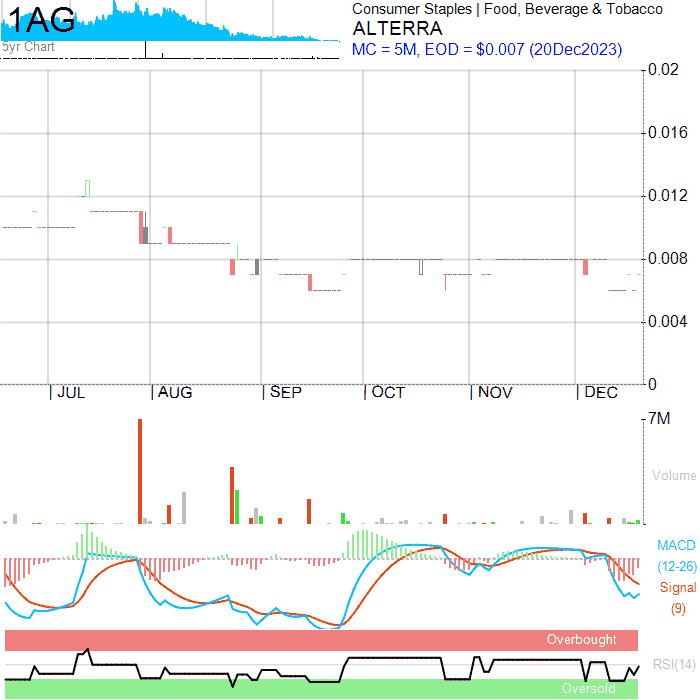 1AG
5yr Chart
Consumer Staples | Food, Beverage & Tobacco
ALTERRA
MC = 5M, EOD = $0.007 (20Dec2023)
0.02
0.016
0.012
0.008
0.004
0
JUL AUG SEP OCT NOV DEC
7M
Volume
MACD
(12-26)
Signal
(9)
Overbought
RSI(14)
Oversold